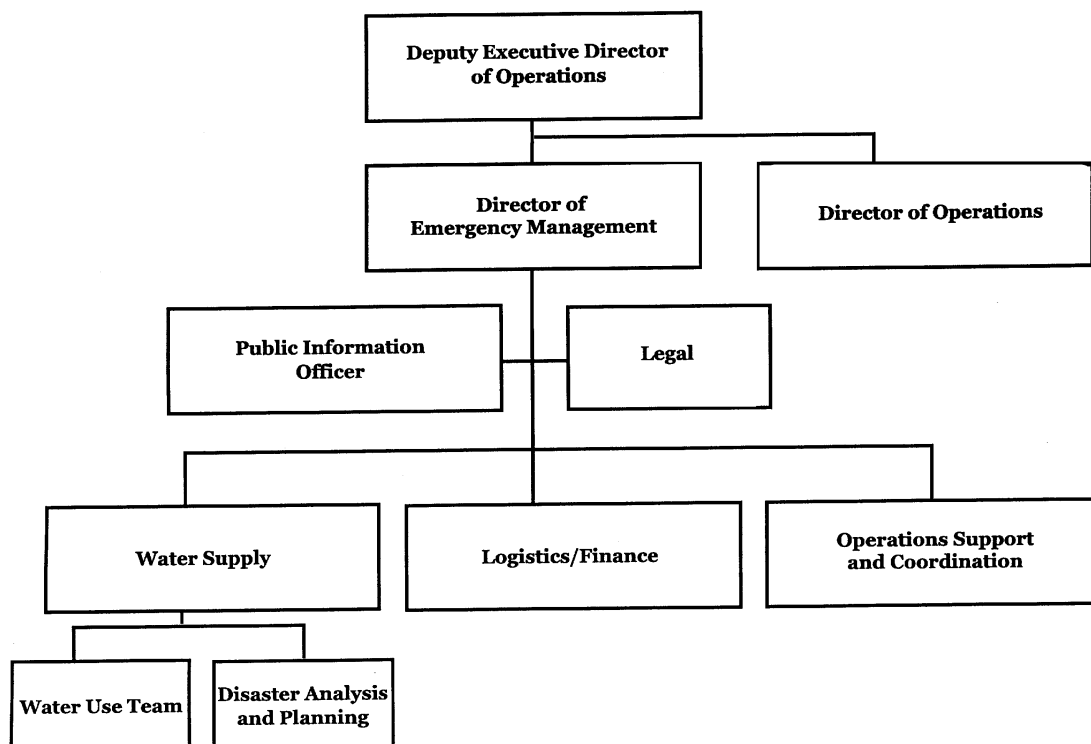 Deputy Executive Director
of Operations
Director of
Emergency Management
Director of Operations
Public Information
Officer
Legal
Water Supply
Logistics/Finance
Operations Support
and Coordination
Water Use Team
Disaster Analysis
and Planning